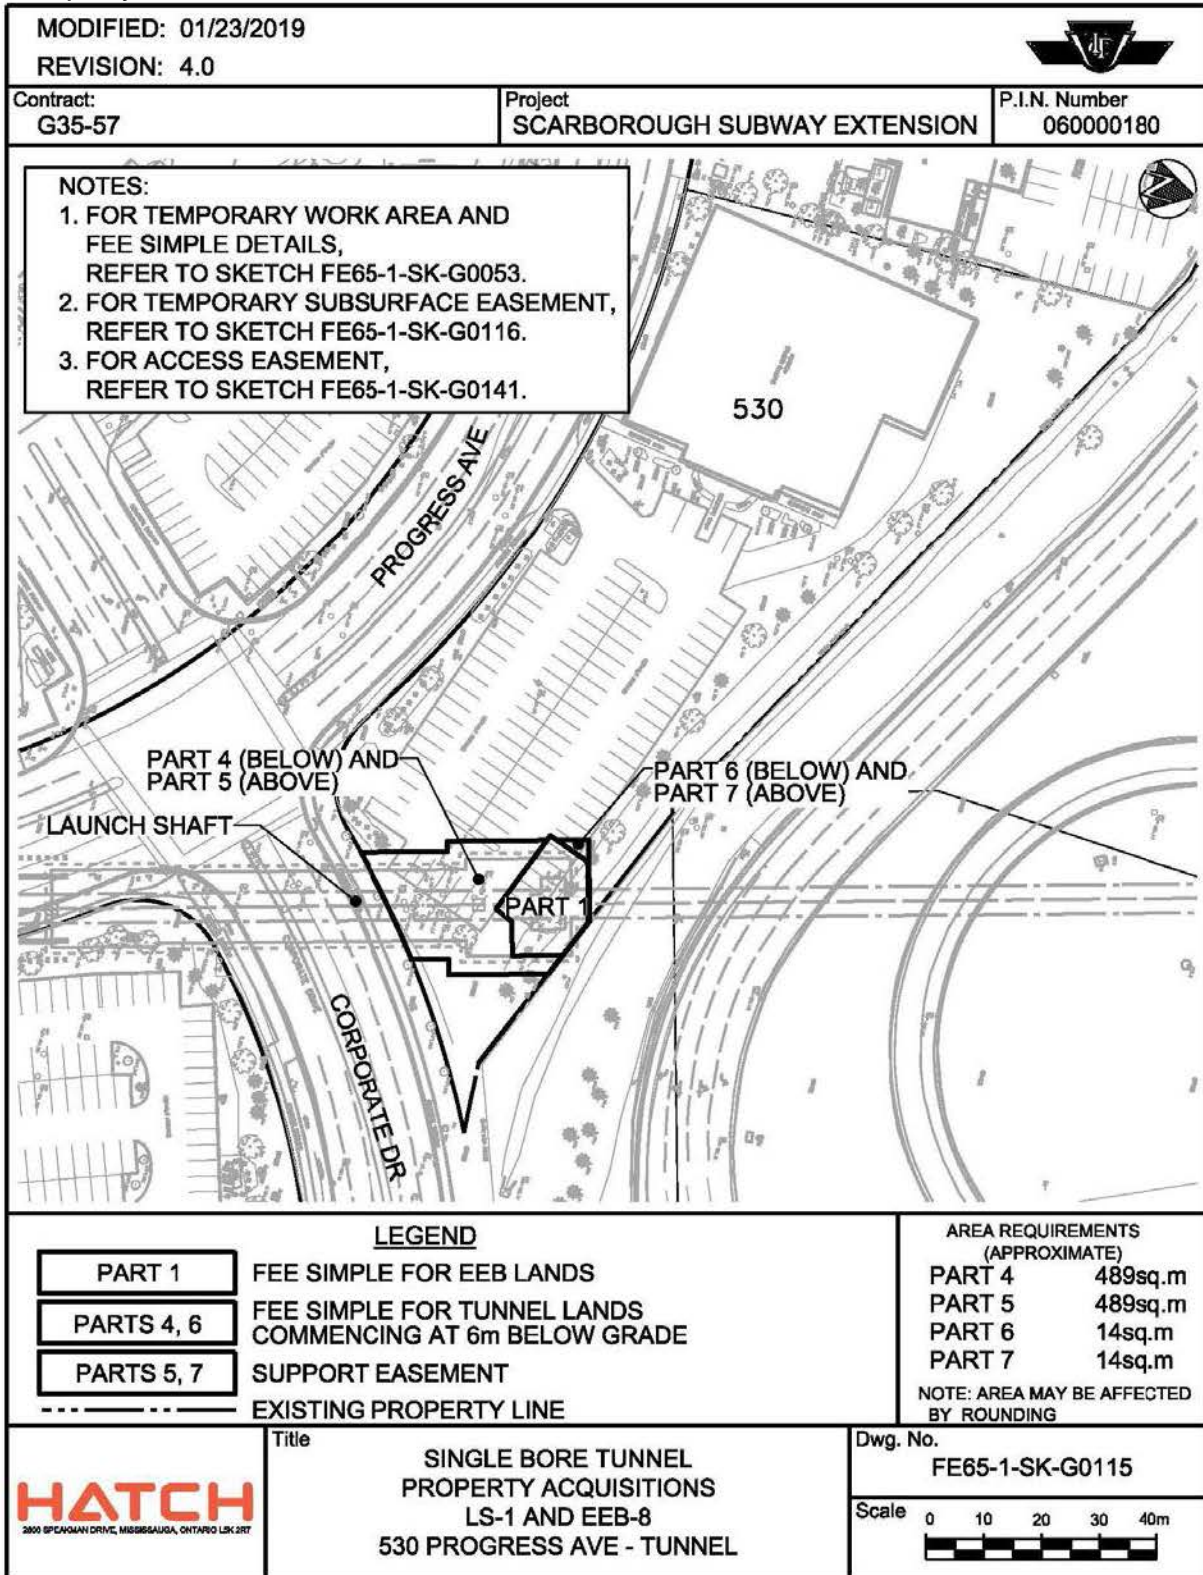 MODIFIED: 01/23/2019
REVISION: 4.0
Contract:
G35-57
Project
SCARBOROUGH SUBWAY EXTENSION
P.I.N. Number
060000180
NOTES:
1. FOR TEMPORARY WORK AREA AND
FEE SIMPLE DETAILS,
REFER TO SKETCH FE65-1-SK-G0053.
2. FOR TEMPORARY SUBSURFACE EASEMENT,
REFER TO SKETCH FE65-1-SK-G0116.
3. FOR ACCESS EASEMENT,
REFER TO SKETCH FE65-1-SK-G0141.
530
PROGRESS AVE
PART 4 (BELOW) AND
PART 5 (ABOVE)
PART 6 (BELOW) AND
PART 7 (ABOVE)
LAUNCH SHAFT
PART 1
CORPORATE DR
LEGEND
PART 1 FEE SIMPLE FOR EEB LANDS
PARTS 4, 6 FEE SIMPLE FOR TUNNEL LANDS
COMMENCING AT 6m BELOW GRADE
PARTS 5, 7 SUPPORT EASEMENT
EXISTING PROPERTY LINE
AREA REQUIREMENTS
(APPROXIMATE)
PART 4 489sq.m
PART 5 489sq.m
PART 6 14sq.m
PART 7 14sq.m
NOTE: AREA MAY BE AFFECTED
BY ROUNDING
HATCH
2800 SPEAKMAN DRIVE, MISSISSAUGA, ONTARIO L5K 2R7
Title
SINGLE BORE TUNNEL
PROPERTY ACQUISITIONS
LS-1 AND EEB-8
530 PROGRESS AVE - TUNNEL
Dwg. No.
FE65-1-SK-G0115
Scale
0 10 20 30 40m